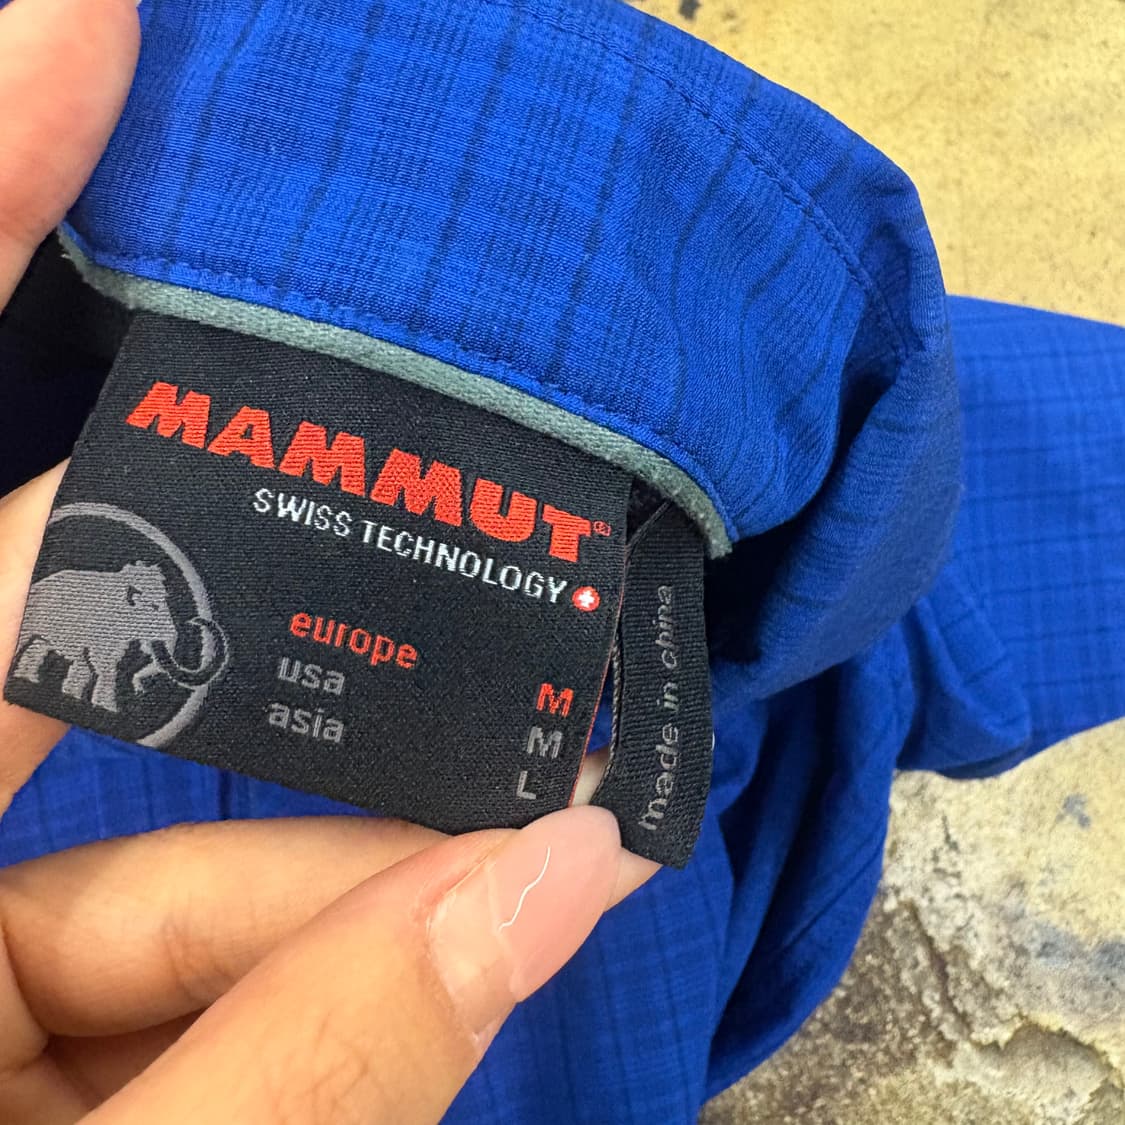 MAMMUT®
SWISS TECHNOLOGY
europe M
usa M
asia L
made in china